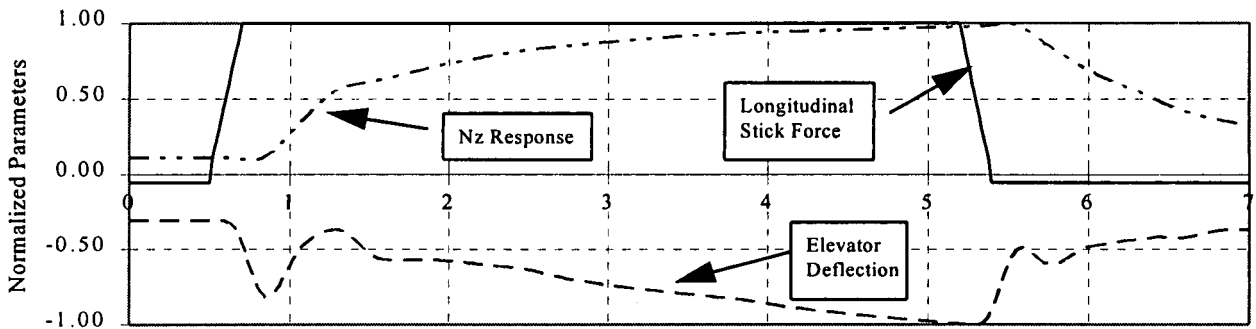 Normalized Parameters
1.00
0.50
0.00
-0.50
-1.00
0 1 2 3 4 5 6 7
Nz Response
Longitudinal
Stick Force
Elevator
Deflection